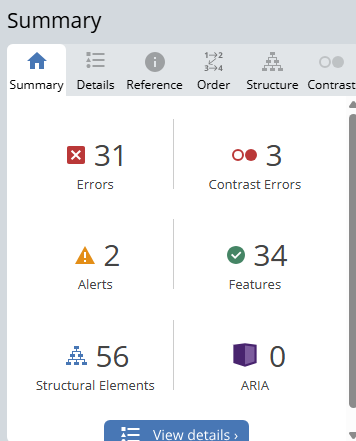 Summary
1→2
3→4
Summary Details Reference Order Structure Contrast
31 3
Errors Contrast Errors
2 34
Alerts Features
56 0
Structural Elements ARIA
View details ›